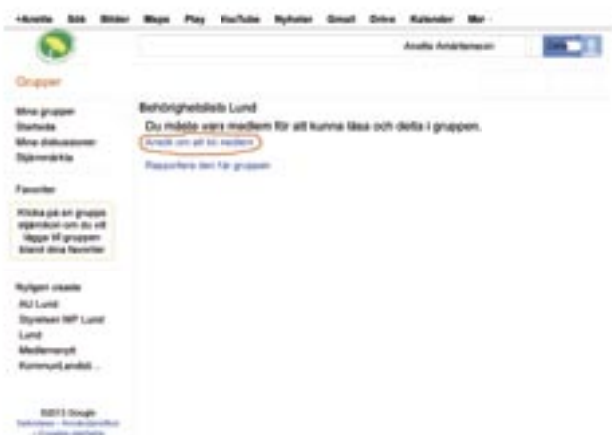 +Anette Sök Bilder Maps Play YouTube Nyheter Gmail Drive Kalender Mer
Anette
Grupper
Mina grupper
Startsida
Mina diskussioner
Stjärnmärkta
Favoriter
Klicka på en grupps
stjärnikon om du vill
lägga till gruppen
bland dina favoriter
Nyligen visade
AU Lund
Styrelsen MP Lund
Lund
Medlemsnytt
KommunLandsti...
Behörighetslista Lund
Du måste vara medlem för att kunna läsa och delta i gruppen.
Ansök om att bli medlem
Rapportera den här gruppen
©2013 Google